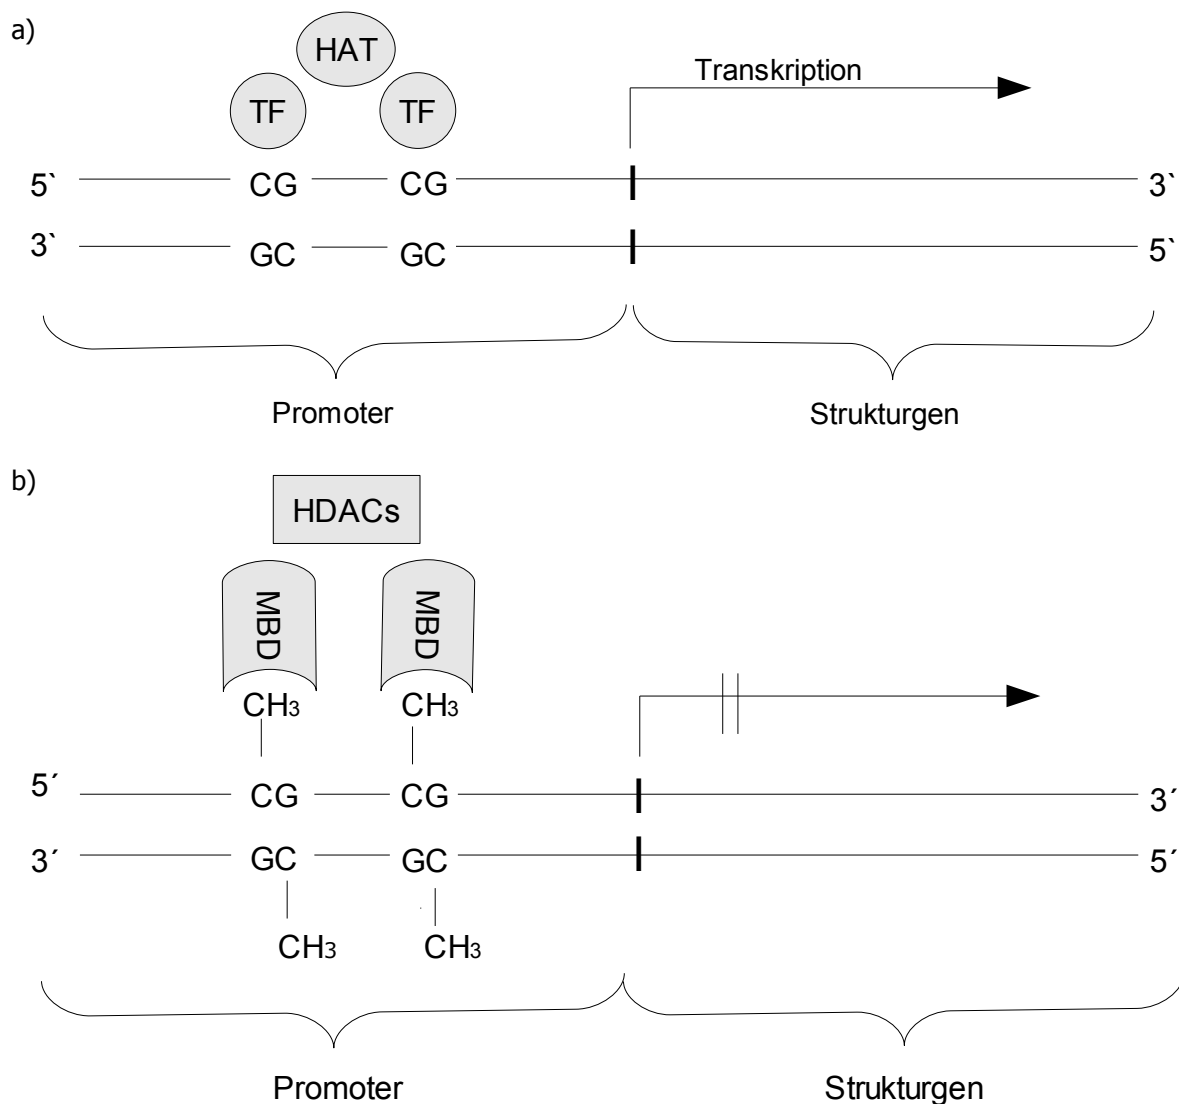 a)
HAT
TF TF
Transkription
5` CG CG 3`
3` GC GC 5`
Promoter Strukturgen
b)
HDACs
MBD MBD
CH3 CH3
5´ CG CG 3´
3´ GC GC 5´
CH3 CH3
Promoter Strukturgen